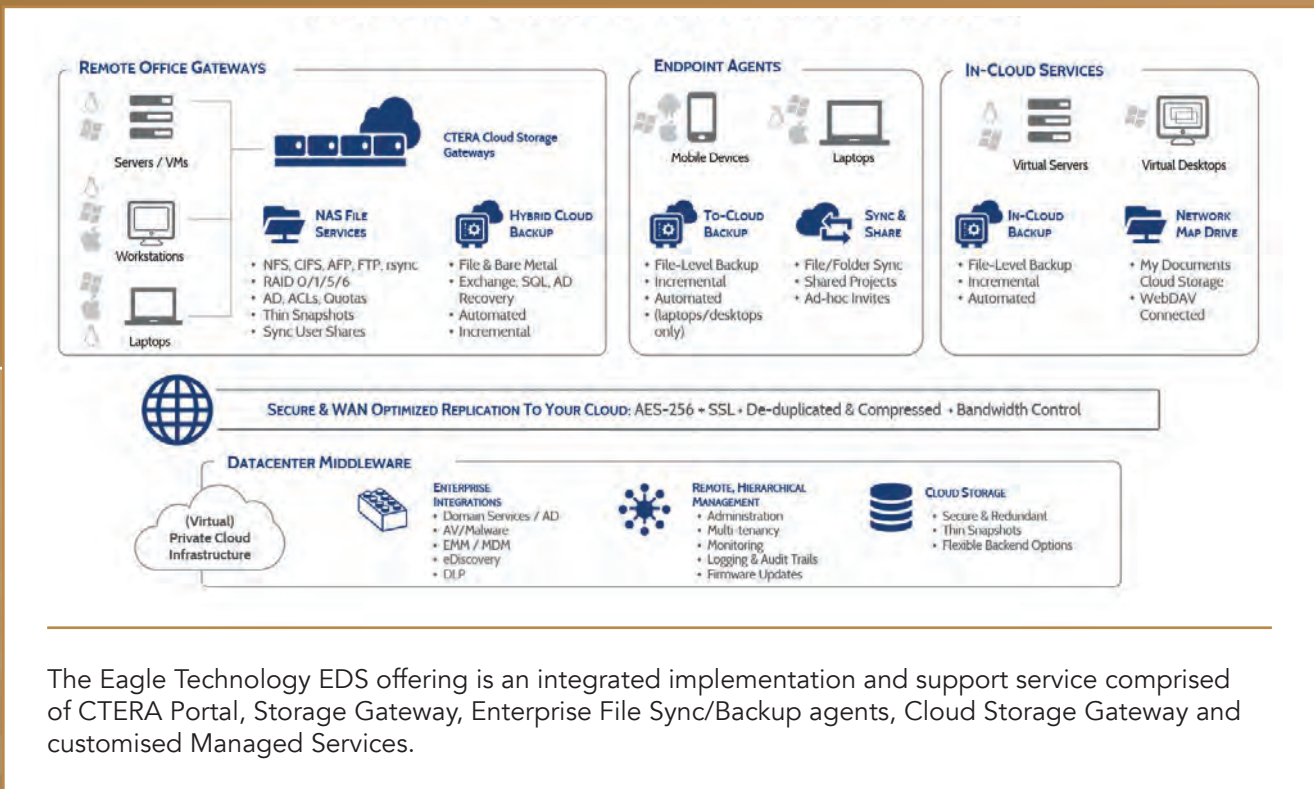 REMOTE OFFICE GATEWAYS
Servers / VMs
Workstations
Laptops
CTERA Cloud Storage
Gateways
NAS FILE
SERVICES
• NFS, CIFS, AFP, FTP, rsync
• RAID 0/1/5/6
• AD, ACLs, Quotas
• Thin Snapshots
• Sync User Shares
HYBRID CLOUD
BACKUP
• File & Bare Metal
• Exchange, SQL, AD
Recovery
• Automated
• Incremental
ENDPOINT AGENTS
Mobile Devices
Laptops
TO-CLOUD
BACKUP
• File-Level Backup
• Incremental
• Automated
• (laptops/desktops
only)
SYNC &
SHARE
• File/Folder Sync
• Shared Projects
• Ad-hoc Invites
IN-CLOUD SERVICES
Virtual Servers
Virtual Desktops
IN-CLOUD
BACKUP
• File-Level Backup
• Incremental
• Automated
NETWORK
MAP DRIVE
• My Documents
Cloud Storage
• WebDAV
Connected
SECURE & WAN OPTIMIZED REPLICATION TO YOUR CLOUD: AES-256 + SSL • De-duplicated & Compressed • Bandwidth Control
DATACENTER MIDDLEWARE
(Virtual)
Private Cloud
Infrastructure
ENTERPRISE
INTEGRATIONS
• Domain Services / AD
• AV/Malware
• EMM / MDM
• eDiscovery
• DLP
REMOTE, HIERARCHICAL
MANAGEMENT
• Administration
• Multi-tenancy
• Monitoring
• Logging & Audit Trails
• Firmware Updates
CLOUD STORAGE
• Secure & Redundant
• Thin Snapshots
• Flexible Backend Options
The Eagle Technology EDS offering is an integrated implementation and support service comprised
of CTERA Portal, Storage Gateway, Enterprise File Sync/Backup agents, Cloud Storage Gateway and
customised Managed Services.